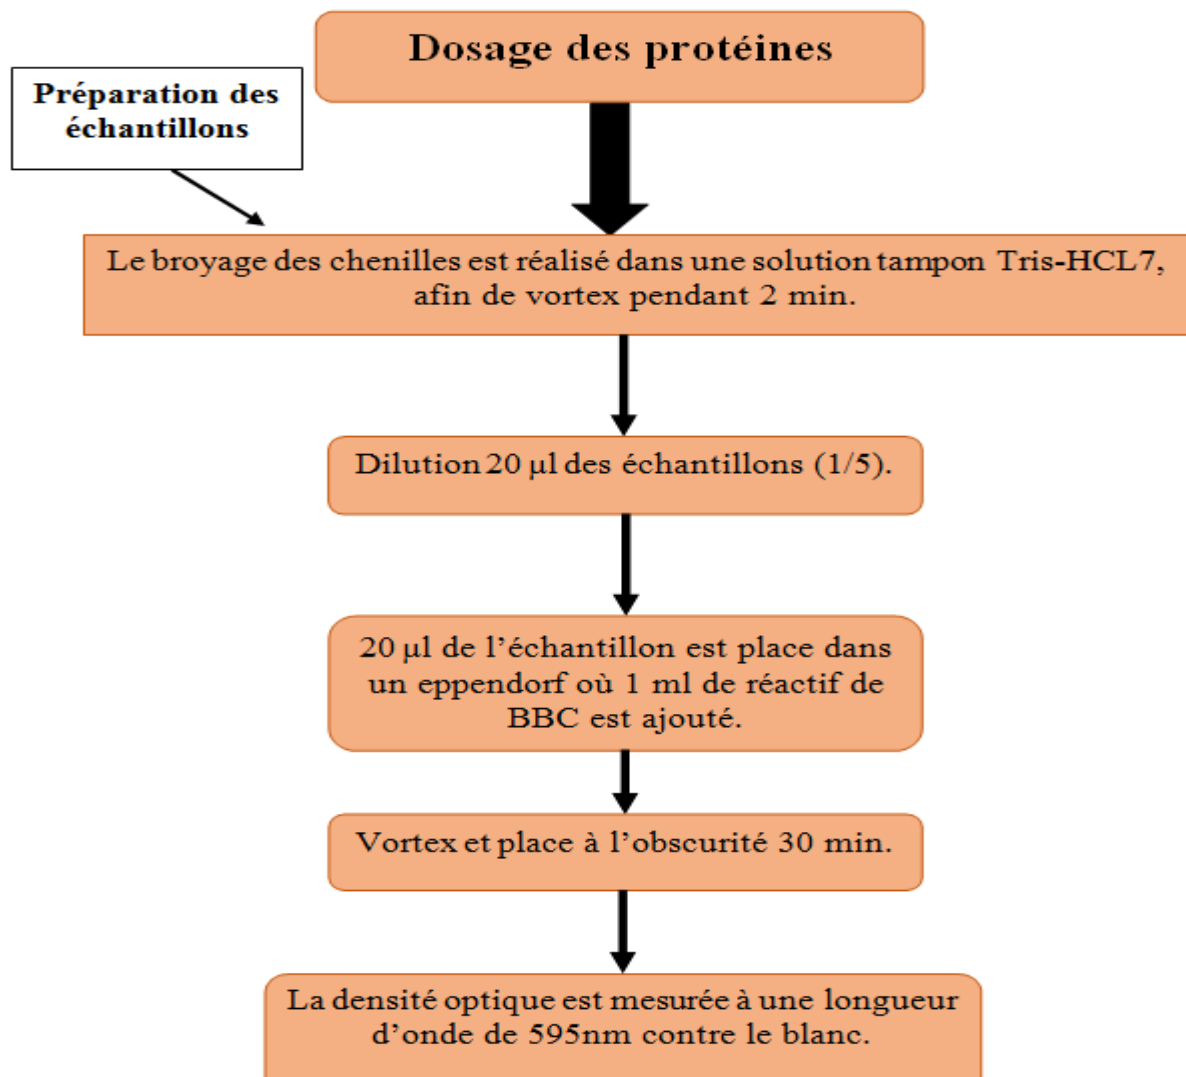 Dosage des protéines
Préparation des
échantillons
Le broyage des chenilles est réalisé dans une solution tampon Tris-HCL7,
afin de vortex pendant 2 min.
Dilution 20 µl des échantillons (1/5).
20 µl de l’échantillon est place dans
un eppendorf où 1 ml de réactif de
BBC est ajouté.
Vortex et place à l’obscurité 30 min.
La densité optique est mesurée à une longueur
d’onde de 595nm contre le blanc.